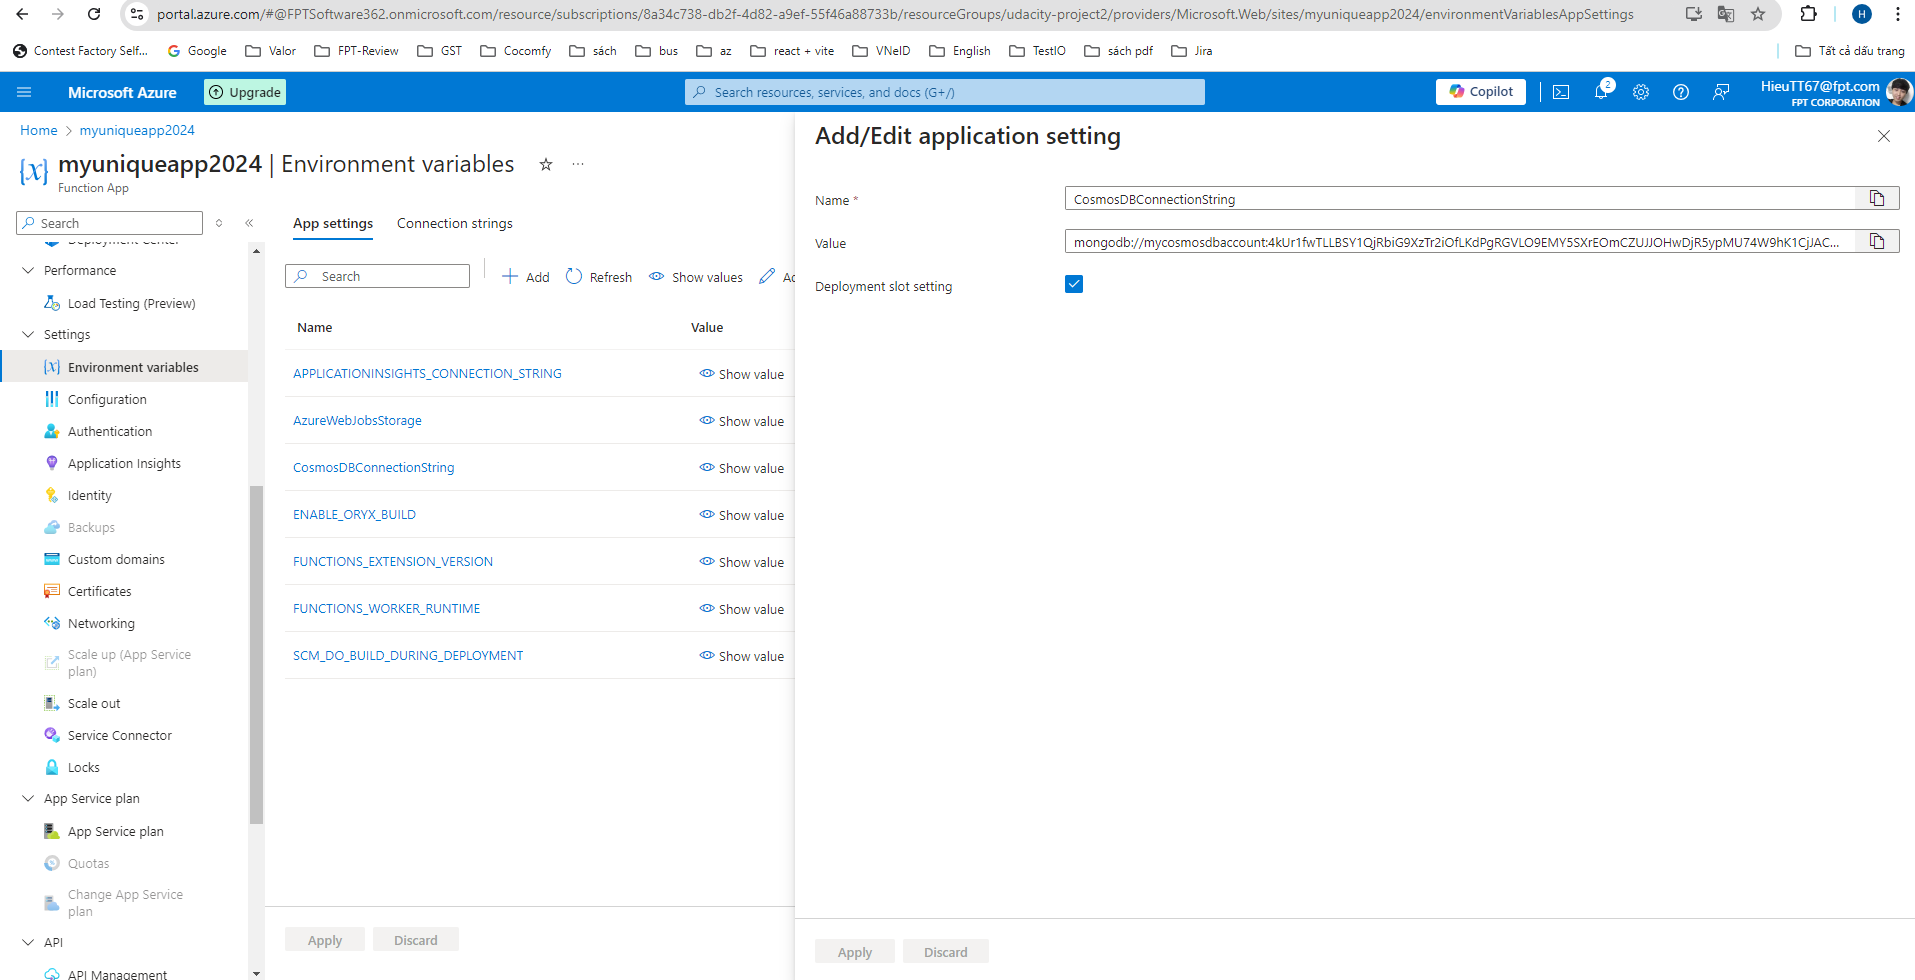 portal.azure.com/#@FPTSoftware362.onmicrosoft.com/resource/subscriptions/8a34c738-db2f-4d82-a9ef-55f46a88733b/resourceGroups/udacity-project2/providers/Microsoft.Web/sites/myuniqueapp2024/environmentVariablesAppSettings
H
Contest Factory Self...
Google
Valor
FPT-Review
GST
Cocomfy
sách
bus
az
react + vite
VNeID
English
TestIO
sách pdf
Jira
Tất cả dấu trang
Microsoft Azure
Upgrade
Search resources, services, and docs (G+/)
Copilot
2
HieuTT67@fpt.com
FPT CORPORATION
Home > myuniqueapp2024
myuniqueapp2024 | Environment variables
Function App
Search
Deployment Center
Performance
Load Testing (Preview)
Settings
Environment variables
Configuration
Authentication
Application Insights
Identity
Backups
Custom domains
Certificates
Networking
Scale up (App Service
plan)
Scale out
Service Connector
Locks
App Service plan
App Service plan
Quotas
Change App Service
plan
API
API Management
App settings
Connection strings
Search
Add
Refresh
Show values
Ad
Name Value
APPLICATIONINSIGHTS_CONNECTION_STRING Show value
AzureWebJobsStorage Show value
CosmosDBConnectionString Show value
ENABLE_ORYX_BUILD Show value
FUNCTIONS_EXTENSION_VERSION Show value
FUNCTIONS_WORKER_RUNTIME Show value
SCM_DO_BUILD_DURING_DEPLOYMENT Show value
Apply
Discard
Add/Edit application setting
Name * CosmosDBConnectionString
Value mongodb://mycosmosdbaccount:4kUr1fwTLLBSY1QjRbiG9XzTr2iOfLKdPgRGVLO9EMY5SXrEOmCZUJJOHwDjR5ypMU74W9hK1CjJAC...
Deployment slot setting
Apply
Discard